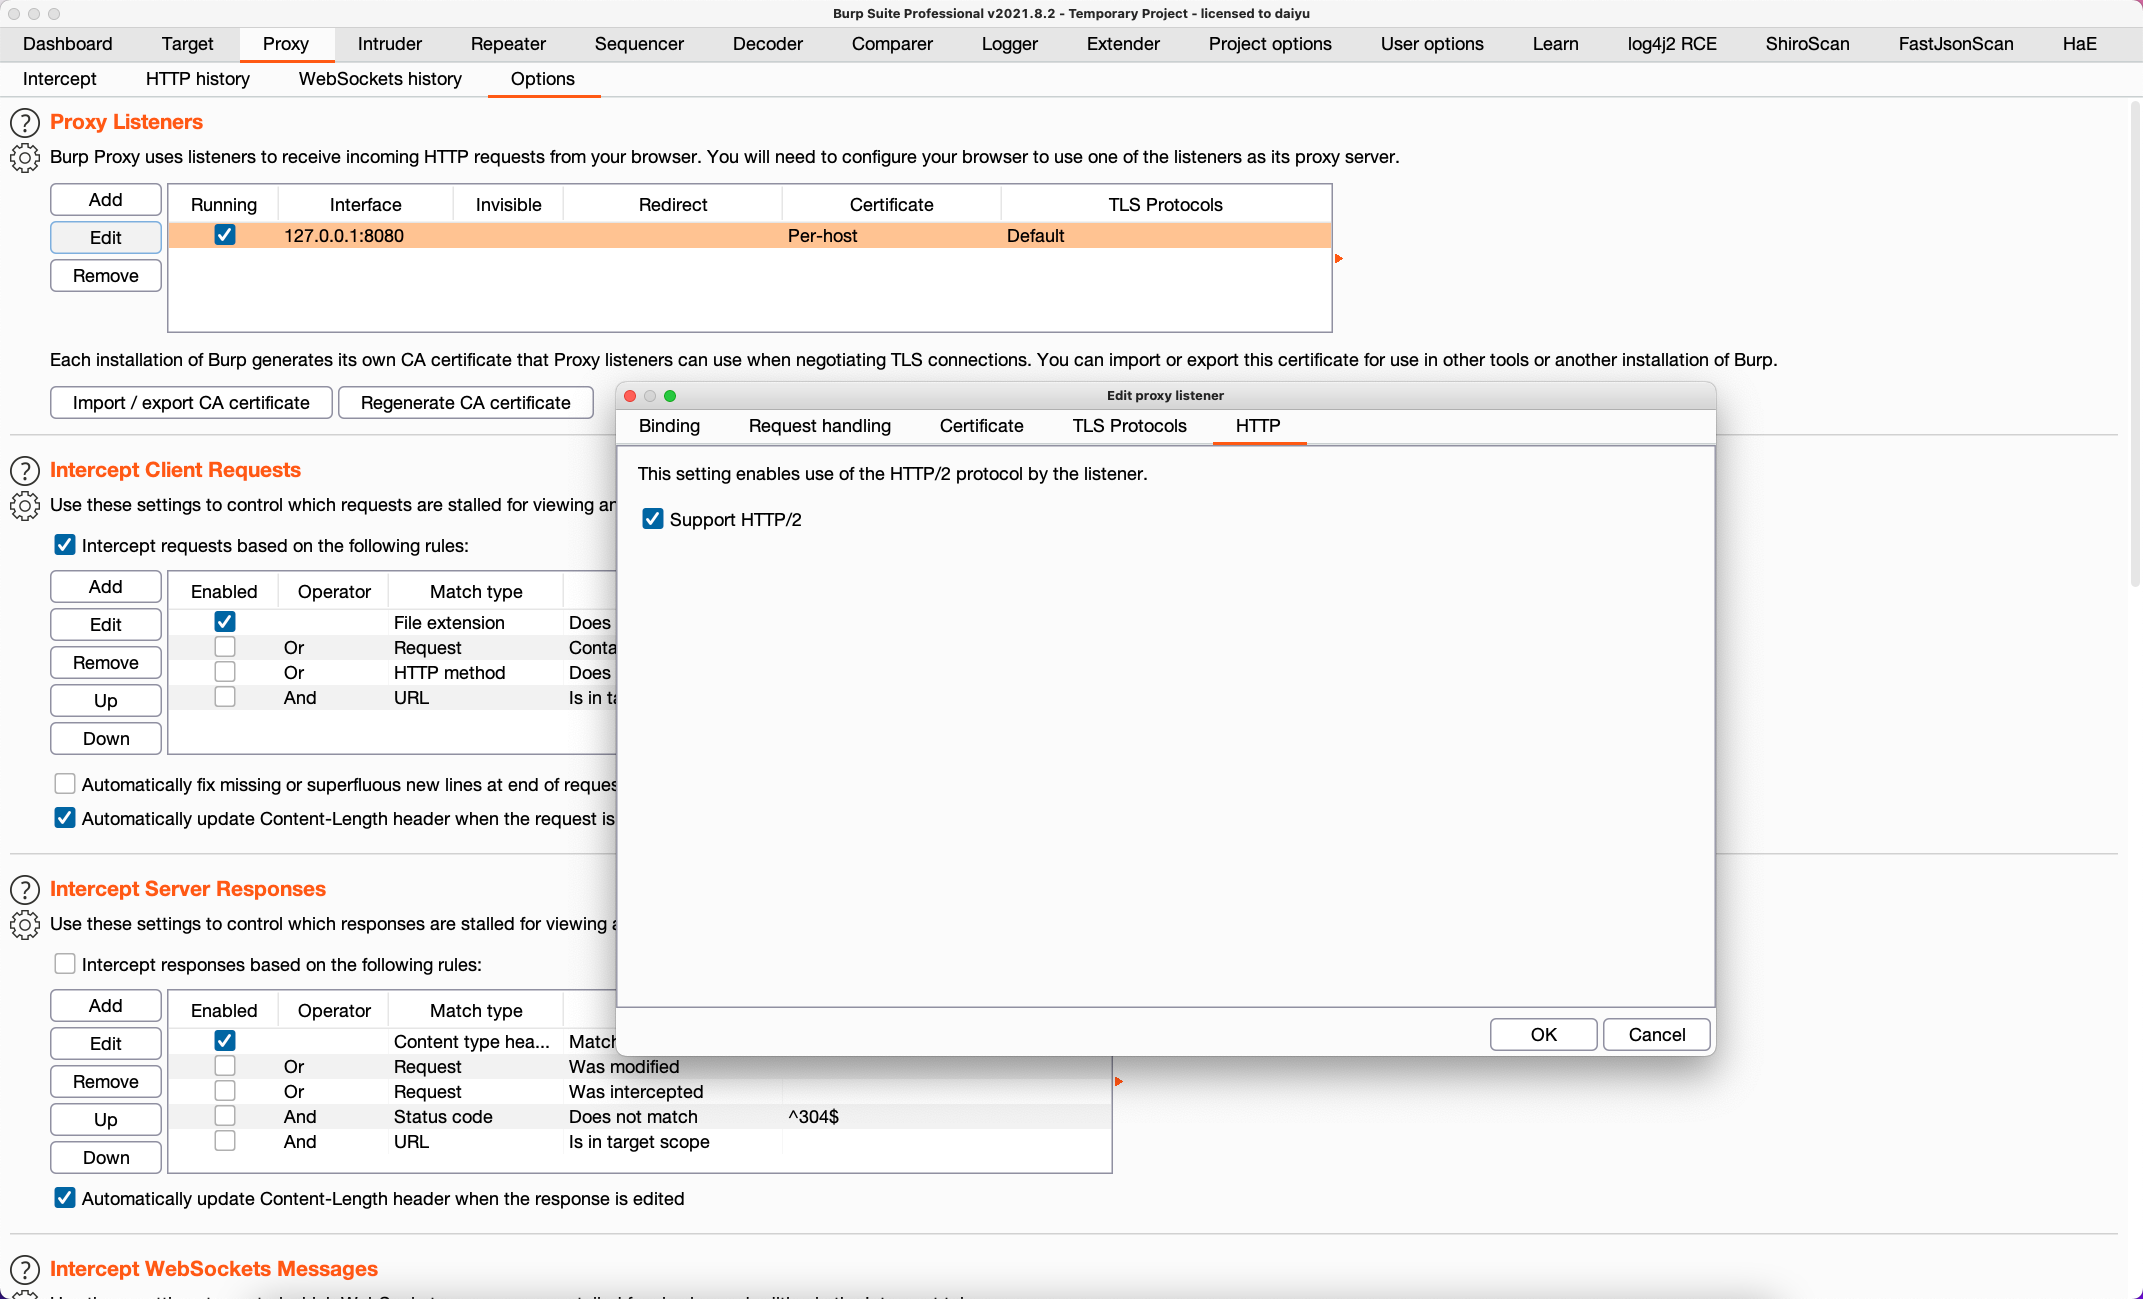 Burp Suite Professional v2021.8.2 - Temporary Project - licensed to daiyu
Dashboard Target Proxy Intruder Repeater Sequencer Decoder Comparer Logger Extender Project options User options Learn log4j2 RCE ShiroScan FastJsonScan HaE
Intercept HTTP history WebSockets history Options
Proxy Listeners
Burp Proxy uses listeners to receive incoming HTTP requests from your browser. You will need to configure your browser to use one of the listeners as its proxy server.
Add
Edit
Remove
Running Interface Invisible Redirect Certificate TLS Protocols
127.0.0.1:8080 Per-host Default
Each installation of Burp generates its own CA certificate that Proxy listeners can use when negotiating TLS connections. You can import or export this certificate for use in other tools or another installation of Burp.
Import / export CA certificate Regenerate CA certificate
Edit proxy listener
Binding Request handling Certificate TLS Protocols HTTP
This setting enables use of the HTTP/2 protocol by the listener.
Support HTTP/2
OK Cancel
Intercept Client Requests
Use these settings to control which requests are stalled for viewing
Intercept requests based on the following rules:
Add
Edit
Remove
Up
Down
Enabled Operator Match type
File extension Does
Or Request Conta
Or HTTP method Does
And URL Is in
Automatically fix missing or superfluous new lines at end of reques
Automatically update Content-Length header when the request is
Intercept Server Responses
Use these settings to control which responses are stalled for viewing
Intercept responses based on the following rules:
Add
Edit
Remove
Up
Down
Enabled Operator Match type
Content type hea... Match
Or Request Was modified
Or Request Was intercepted
And Status code Does not match ^304$
And URL Is in target scope
Automatically update Content-Length header when the response is edited
Intercept WebSockets Messages